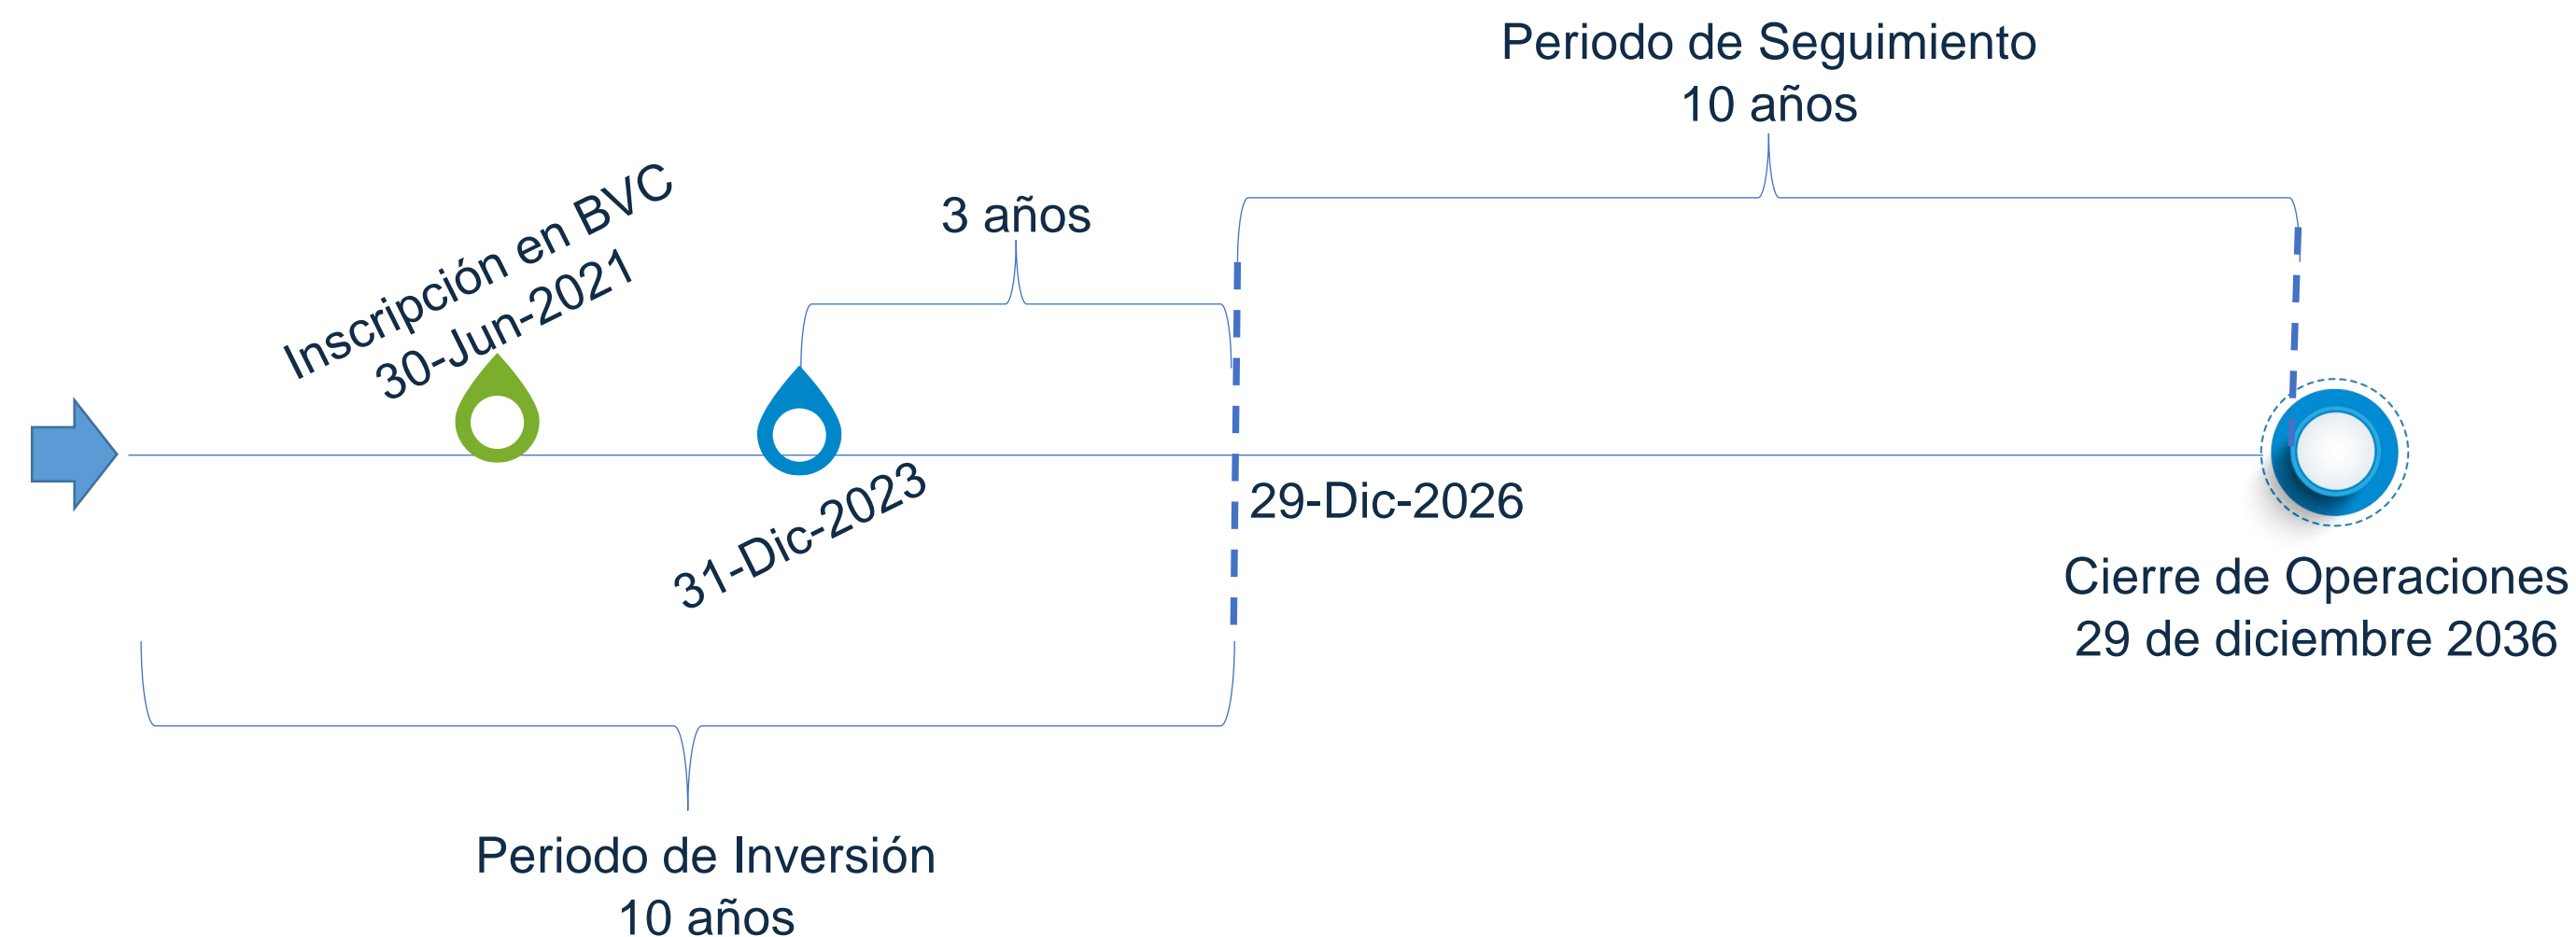 Periodo de Seguimiento
10 años
Inscripción en BVC
30-Jun-2021
3 años
31-Dic-2023
29-Dic-2026
Cierre de Operaciones
29 de diciembre 2036
Periodo de Inversión
10 años